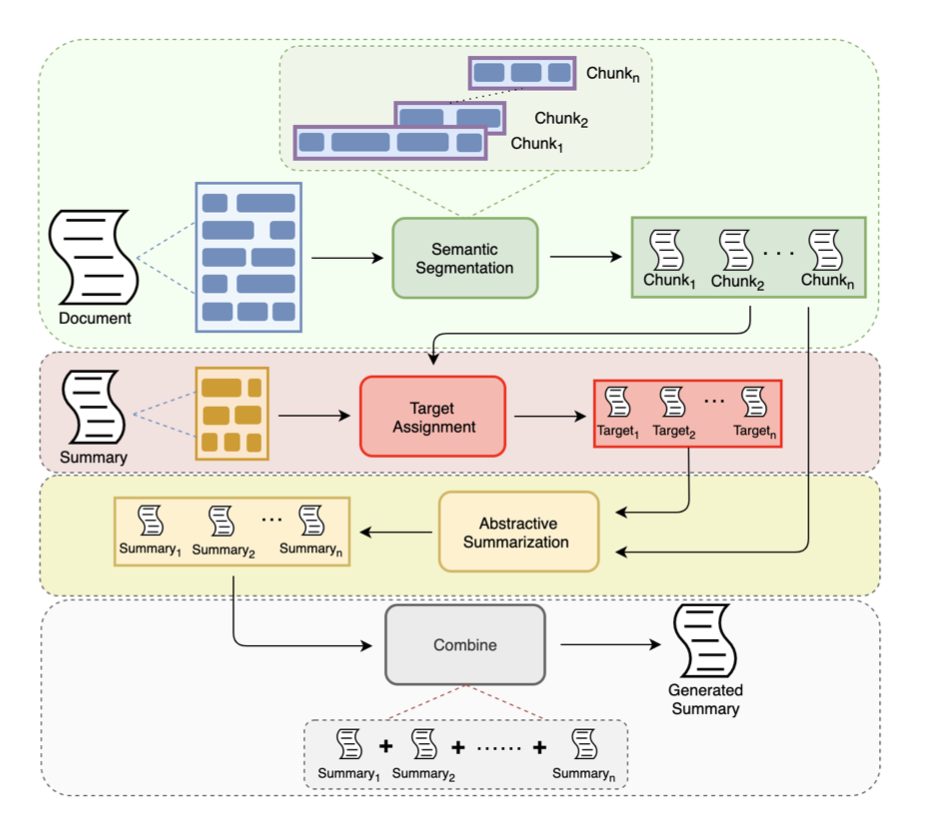 Chunkₙ
Chunk₂
Chunk₁
Document
Semantic
Segmentation
Chunk₁ Chunk₂ ··· Chunkₙ
Summary
Target
Assignment
Target₁ Target₂ ··· Targetₙ
Summary₁ Summary₂ ··· Summaryₙ
Abstractive
Summarization
Combine
Generated
Summary
Summary₁ + Summary₂ + ······ + Summaryₙ